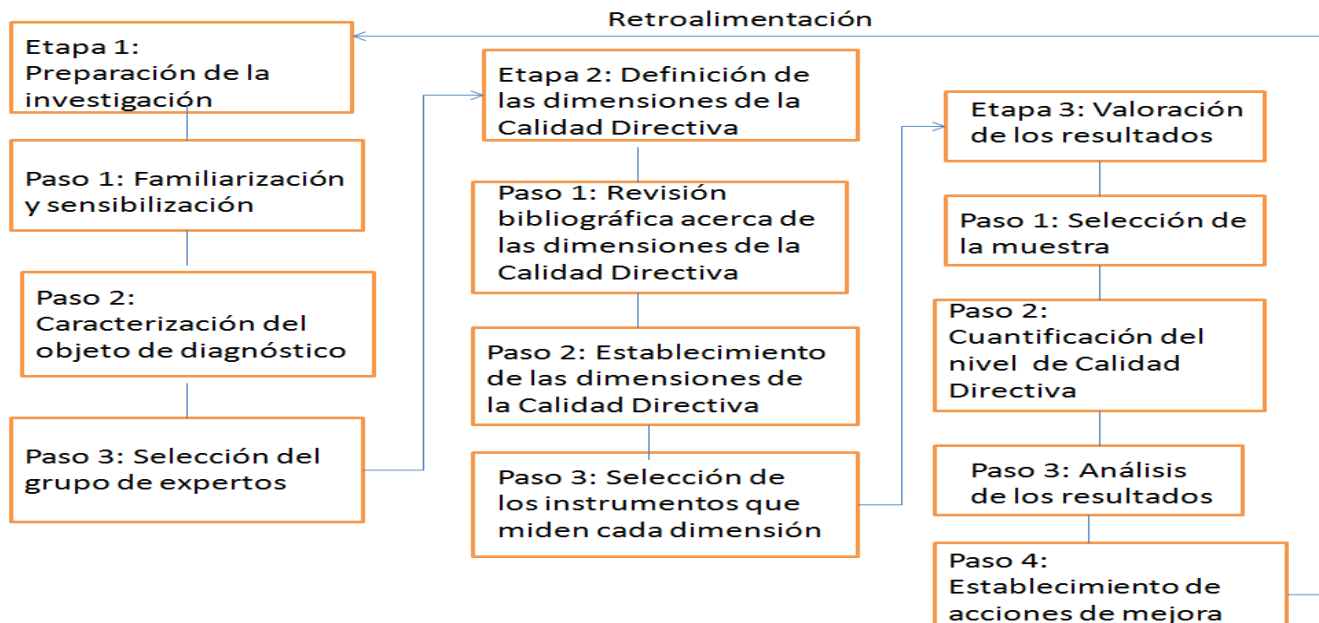 Retroalimentación
Etapa 1:
Preparación de la
investigación
Paso 1: Familiarización
y sensibilización
Paso 2:
Caracterización del
objeto de diagnóstico
Paso 3: Selección del
grupo de expertos
Etapa 2: Definición de
las dimensiones de la
Calidad Directiva
Paso 1: Revisión
bibliográfica acerca de
las dimensiones de la
Calidad Directiva
Paso 2: Establecimiento
de las dimensiones de
la Calidad Directiva
Paso 3: Selección de
los instrumentos que
miden cada dimensión
Etapa 3: Valoración
de los resultados
Paso 1: Selección de
la muestra
Paso 2:
Cuantificación del
nivel de Calidad
Directiva
Paso 3: Análisis
de los resultados
Paso 4:
Establecimiento de
acciones de mejora